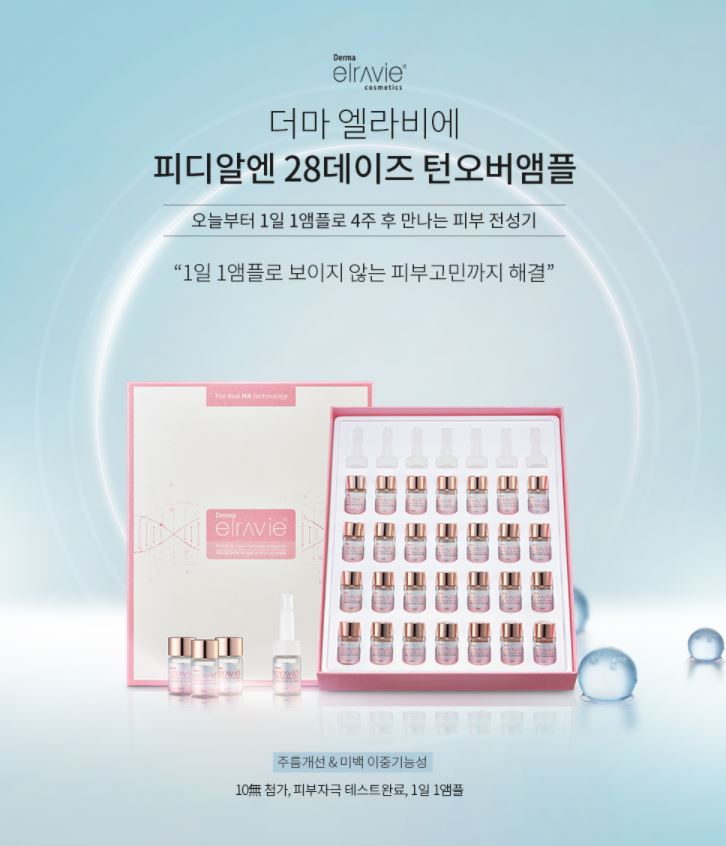 Derma
elravie®
cosmetics
더마 엘라비에
피디알엔 28데이즈 턴오버앰플
오늘부터 1일 1앰플로 4주 후 만나는 피부 전성기
“1일 1앰플로 보이지 않는 피부고민까지 해결”
The Real HA Technology
Derma
elravie®
주름개선 & 미백 이중기능성
10無 첨가, 피부자극 테스트완료, 1일 1앰플